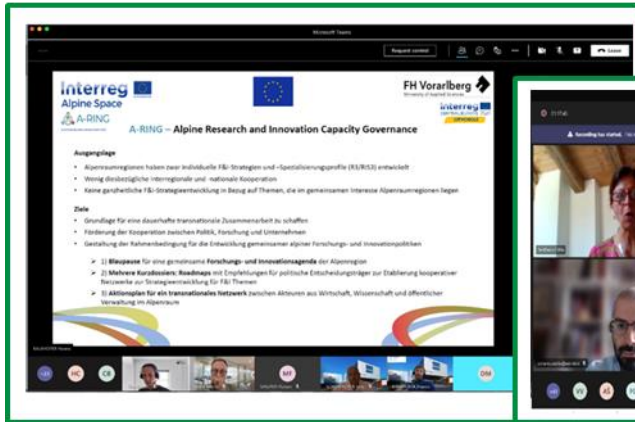 Microsoft Teams
Request control
Leave
Interreg
Alpine Space
A-RING
FH Vorarlberg
University of Applied Sciences
Interreg
A-RING – Alpine Research and Innovation Capacity Governance
Ausgangslage
Alpenraumregionen haben zwar individuelle F&I-Strategien und -Spezialisierungsprofile (RIS/RIS3) entwickelt
Wenig diesbezügliche interregionale und -nationale Kooperation
Keine ganzheitliche F&I-Strategieentwicklung in Bezug auf Themen, die im gemeinsamen Interesse Alpenraumregionen liegen
Ziele
Grundlage für eine dauerhafte transnationale Zusammenarbeit zu schaffen
Förderung der Kooperation zwischen Politik, Forschung und Unternehmen
Gestaltung der Rahmenbedingung für die Entwicklung gemeinsamer alpiner Forschungs- und Innovationspolitiken
1) Blaupause für eine gemeinsame Forschungs- und Innovationsagenda der Alpenregion
2) Mehrere Kurzdossiers: Roadmaps mit Empfehlungen für politische Entscheidungsträger zur Etablierung kooperativer
Netzwerke zur Strategieentwicklung für F&I Themen
3) Aktionsplan für ein transnationales Netzwerk zwischen Akteuren aus Wirtschaft, Wissenschaft und öffentlicher
Verwaltung im Alpenraum
HC
CR
MF
DM
Recording has started.
VV
AŠ